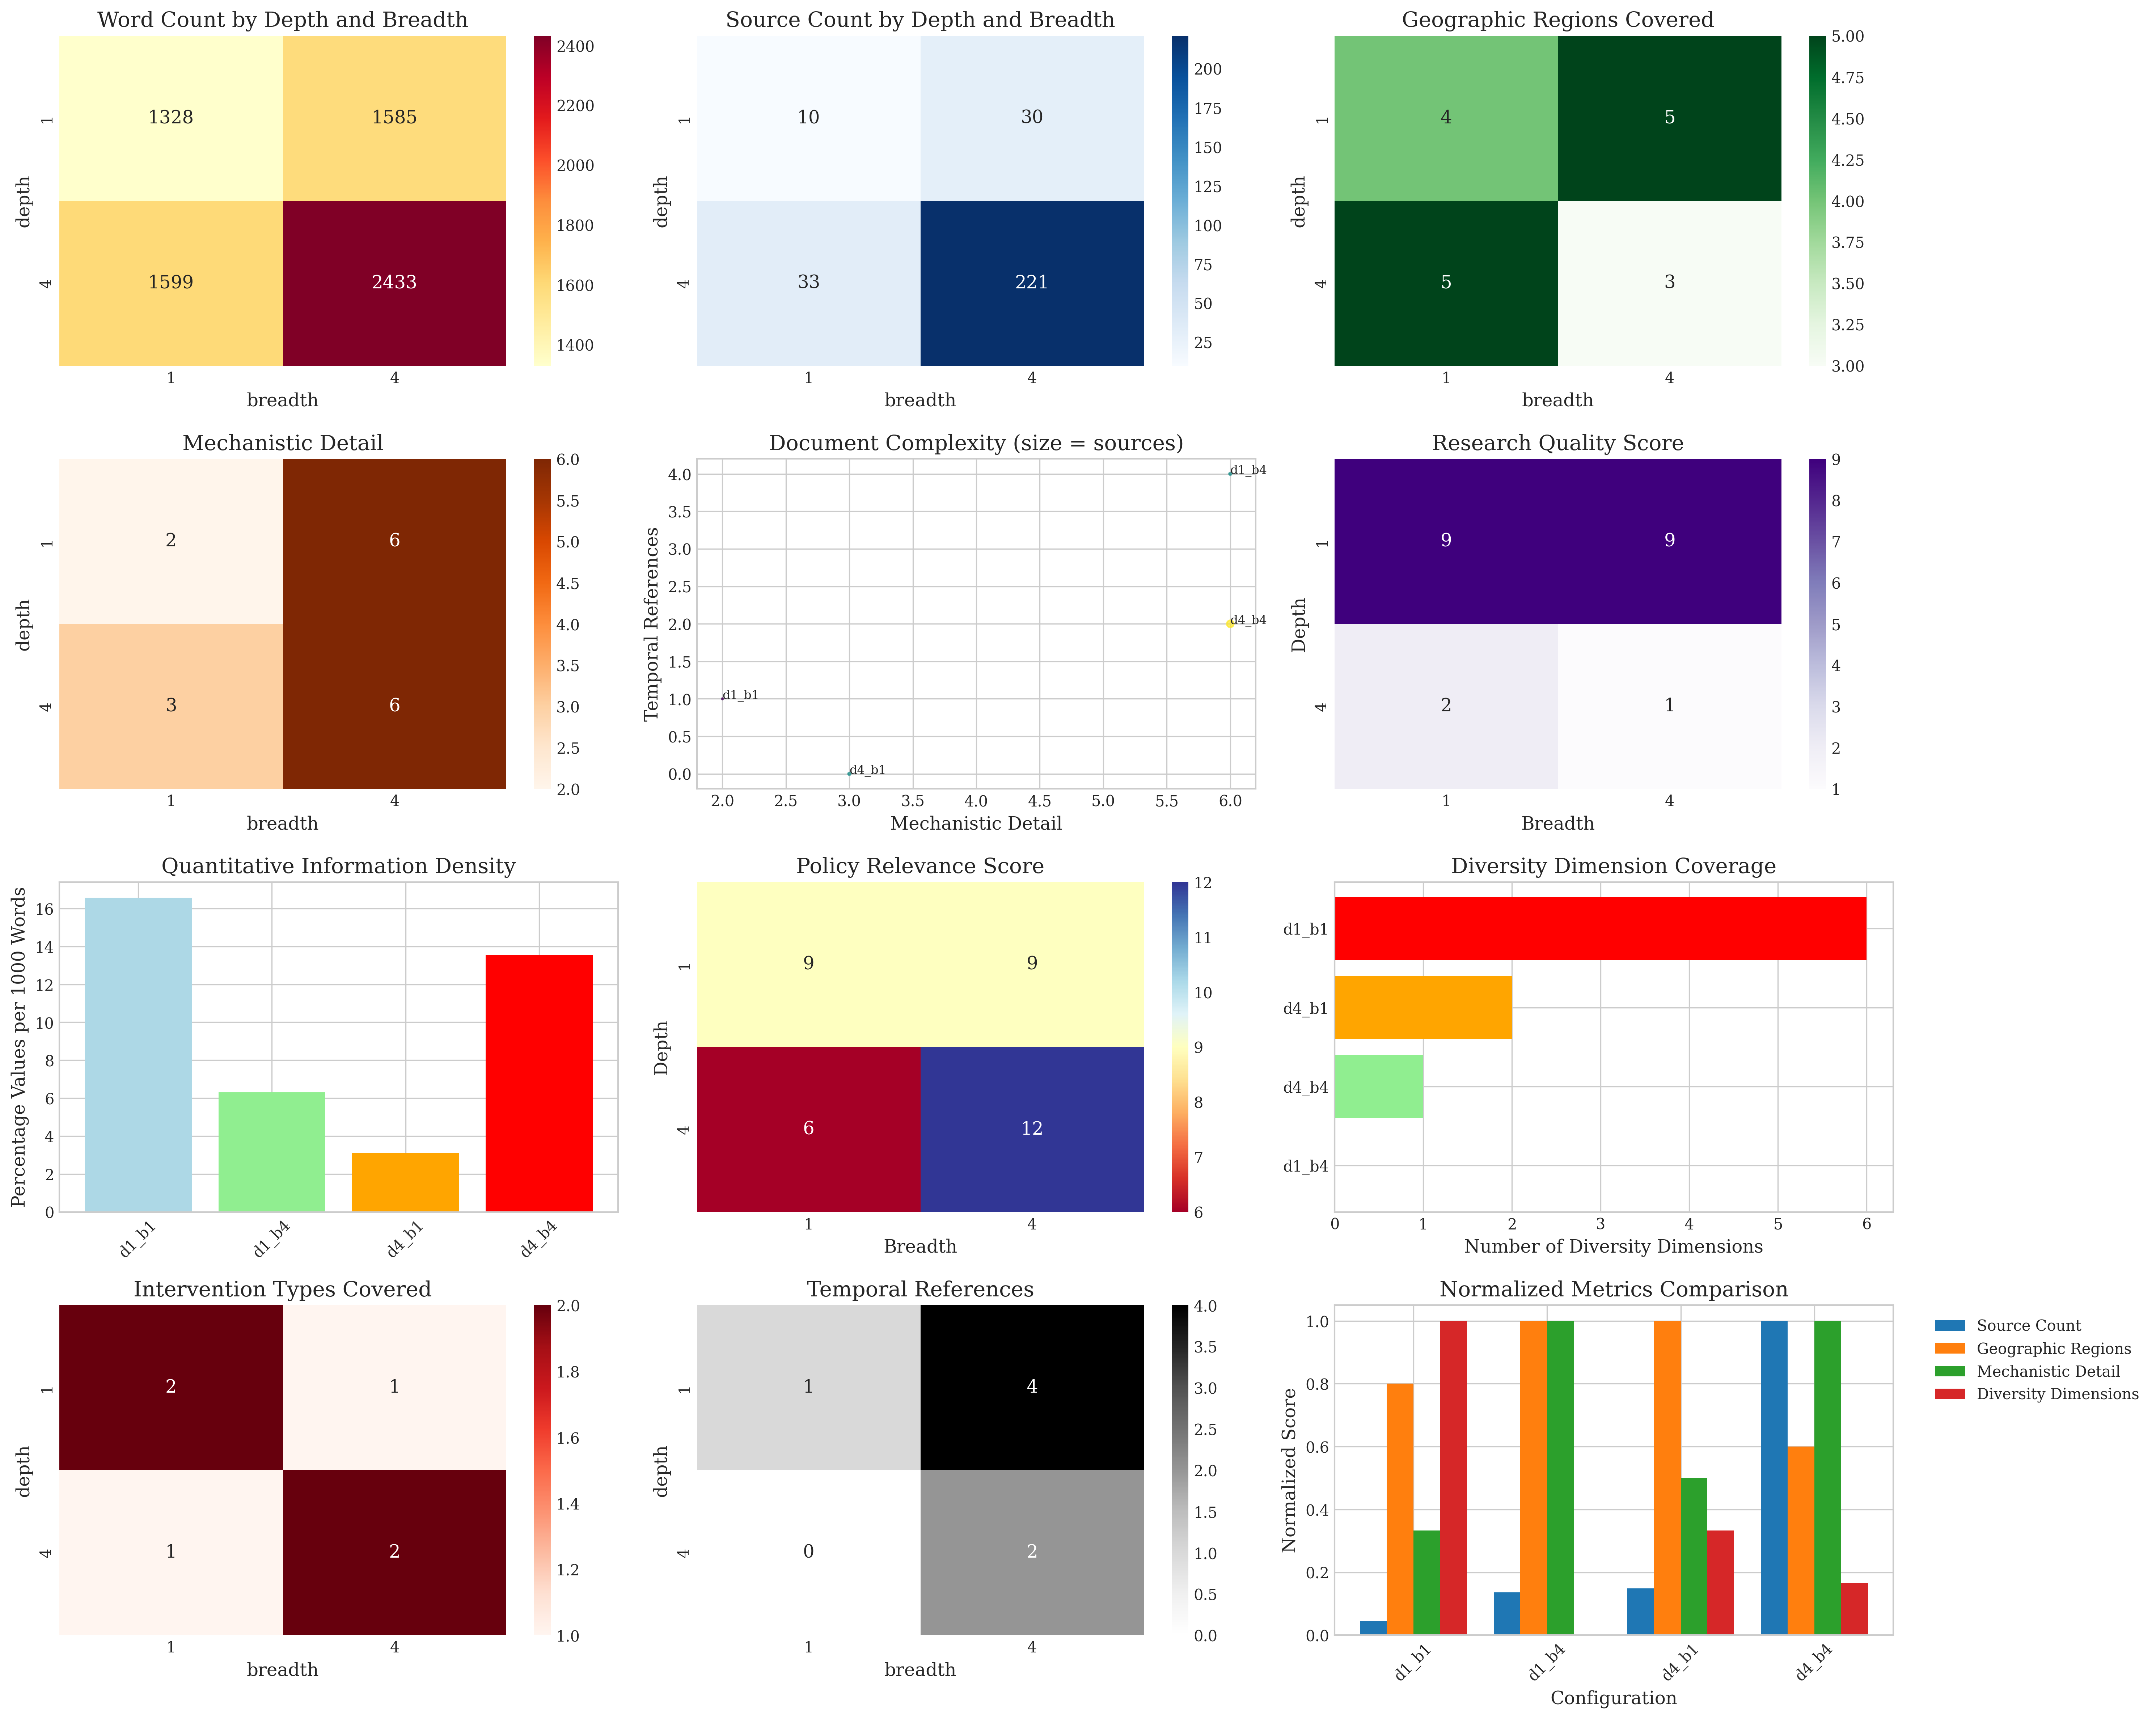 Word Count by Depth and Breadth
1328 1585
1599 2433
1 4
1 4
depth
breadth
2400
2200
2000
1800
1600
1400
Source Count by Depth and Breadth
10 30
33 221
1 4
1 4
depth
breadth
200
175
150
125
100
75
50
25
Geographic Regions Covered
4 5
5 3
1 4
1 4
depth
breadth
5.00
4.75
4.50
4.25
4.00
3.75
3.50
3.25
3.00
Mechanistic Detail
2 6
3 6
1 4
1 4
depth
breadth
6.0
5.5
5.0
4.5
4.0
3.5
3.0
2.5
2.0
Document Complexity (size = sources)
Temporal References
4.0
3.5
3.0
2.5
2.0
1.5
1.0
0.5
0.0
d1_b4
d4_b4
d1_b1
d4_b1
2.0 2.5 3.0 3.5 4.0 4.5 5.0 5.5 6.0
Mechanistic Detail
Research Quality Score
9 9
2 1
1 4
1 4
Depth
Breadth
9
8
7
6
5
4
3
2
1
Quantitative Information Density
Percentage Values per 1000 Words
16
14
12
10
8
6
4
2
0
d1_b1 d1_b4 d4_b1 d4_b4
Policy Relevance Score
9 9
6 12
1 4
1 4
Depth
Breadth
12
11
10
9
8
7
6
Diversity Dimension Coverage
d1_b1
d4_b1
d4_b4
d1_b4
0 1 2 3 4 5 6
Number of Diversity Dimensions
Intervention Types Covered
2 1
1 2
1 4
1 4
depth
breadth
2.0
1.8
1.6
1.4
1.2
1.0
Temporal References
1 4
0 2
1 4
1 4
depth
breadth
4.0
3.5
3.0
2.5
2.0
1.5
1.0
0.5
0.0
Normalized Metrics Comparison
Normalized Score
1.0
0.8
0.6
0.4
0.2
0.0
d1_b1 d1_b4 d4_b1 d4_b4
Configuration
Source Count
Geographic Regions
Mechanistic Detail
Diversity Dimensions